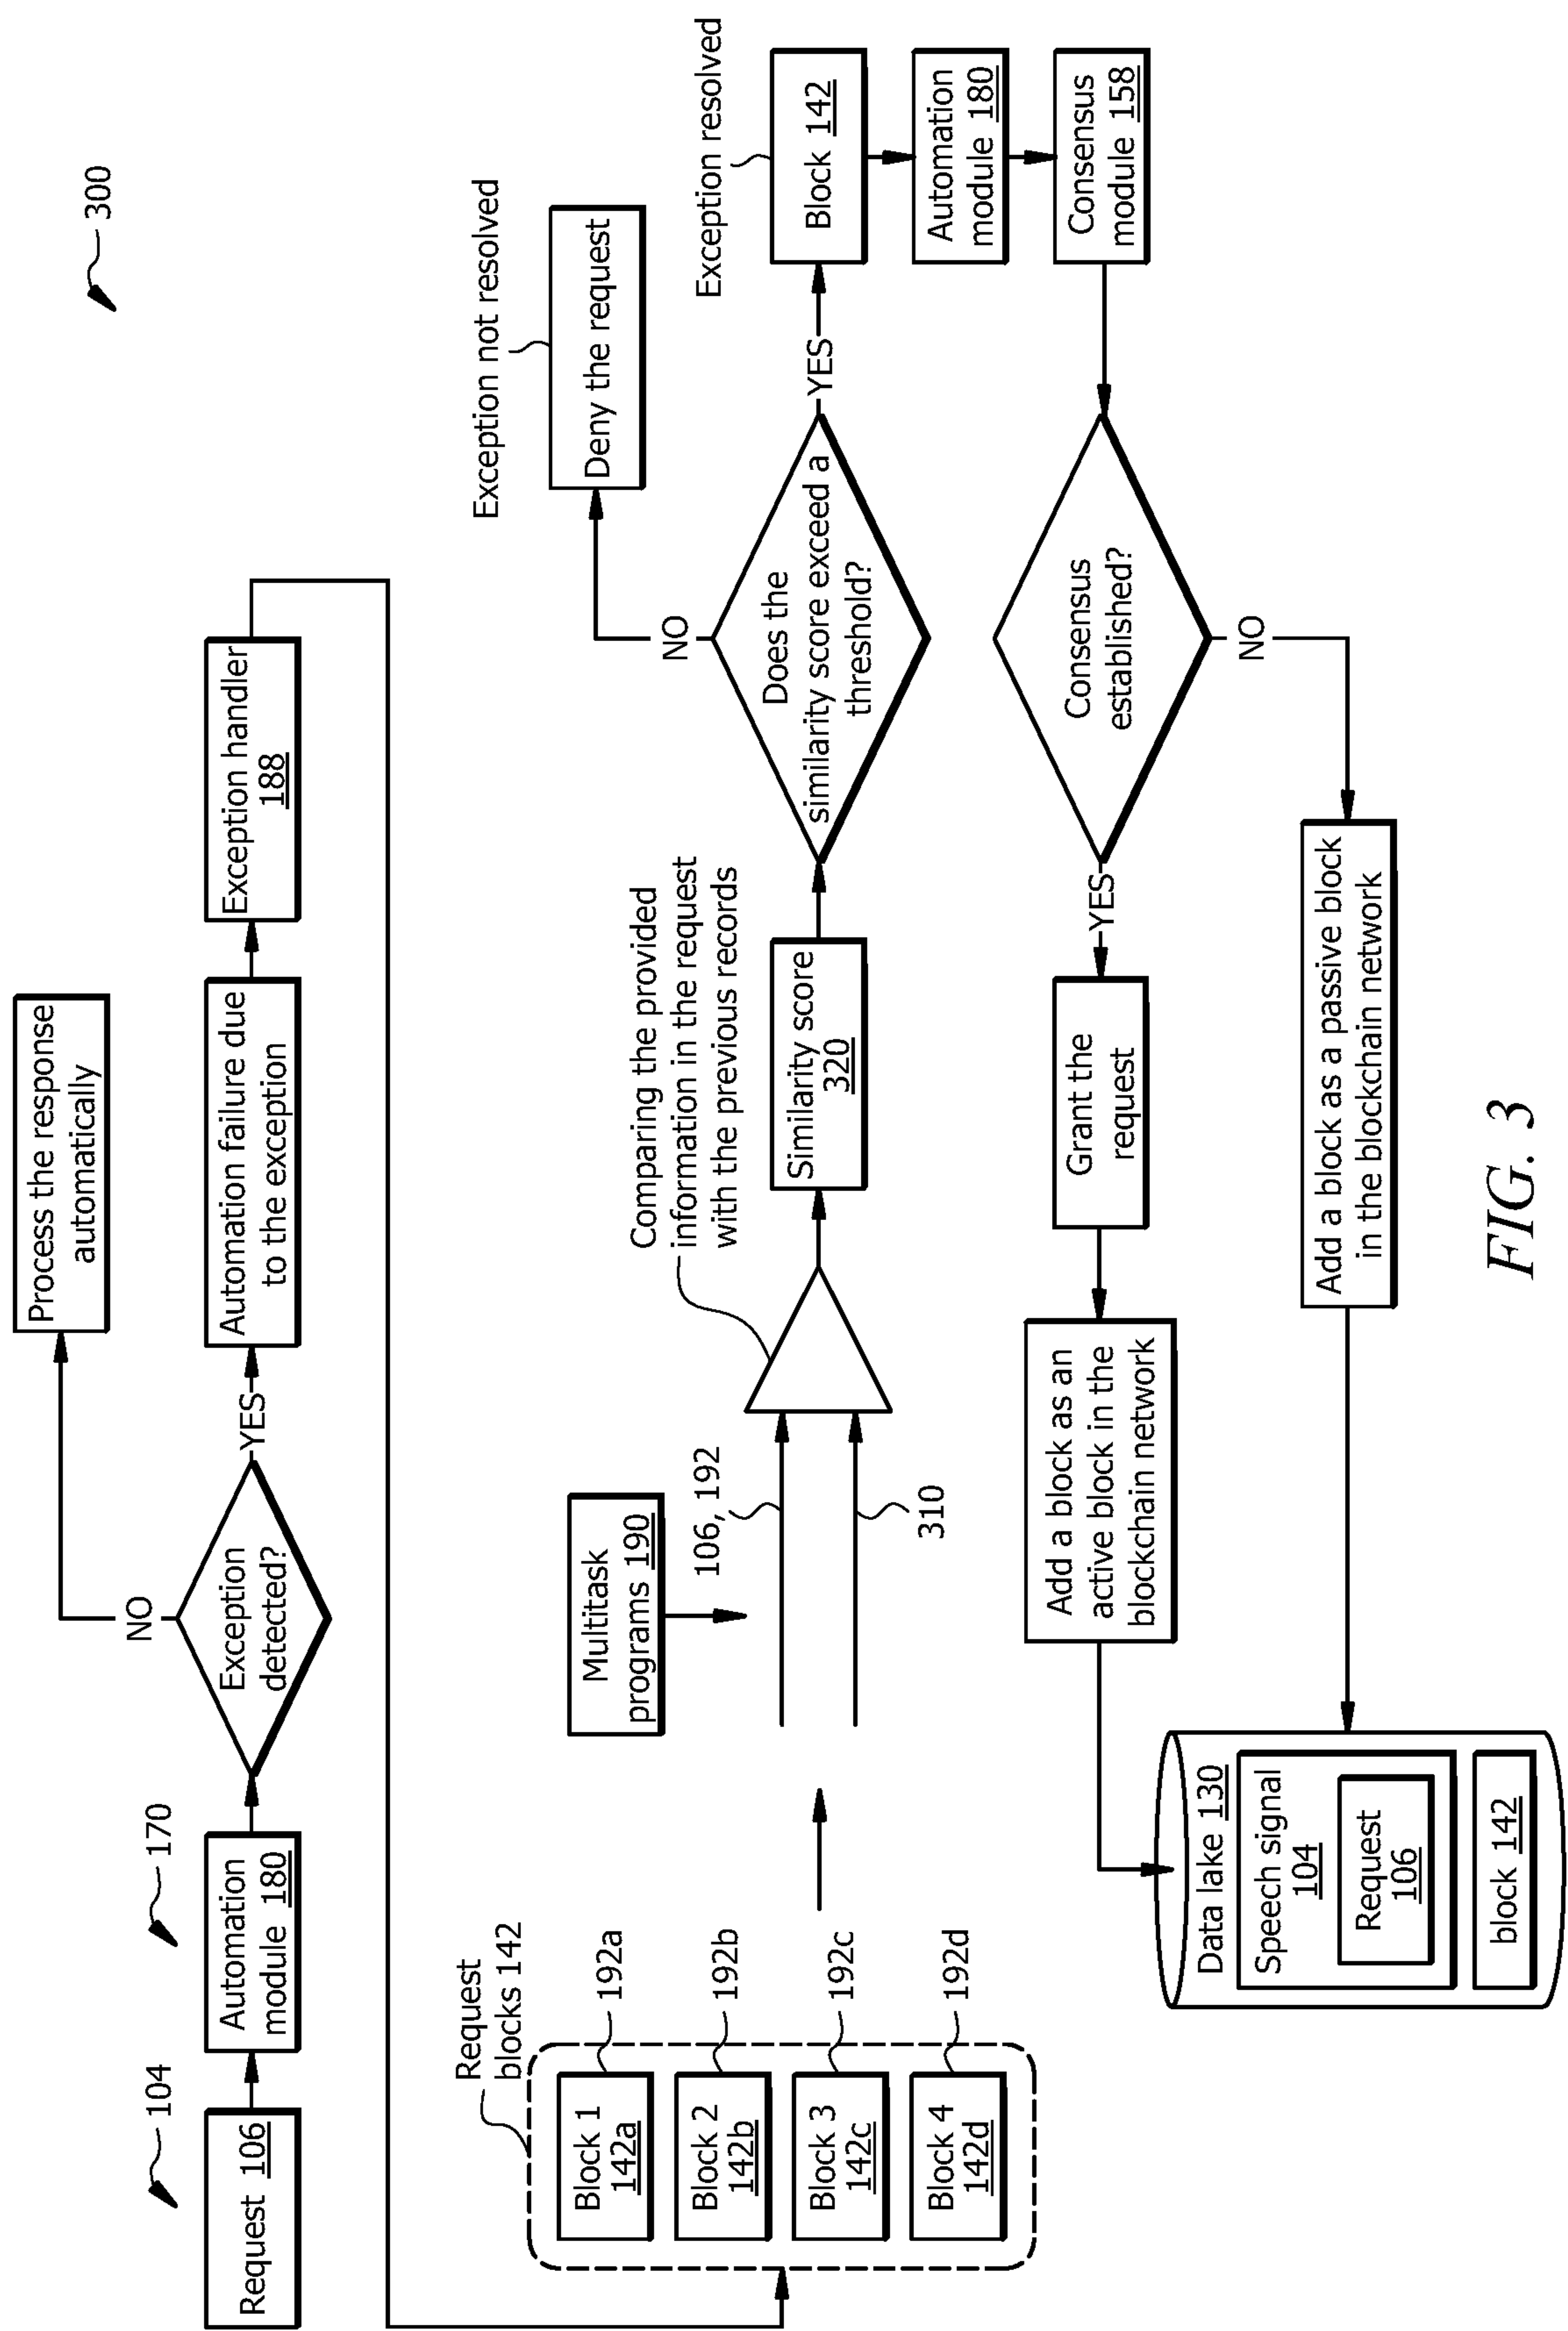 300
104
170
Request 106
Automation
module 180
Exception
detected?
NO
YES
Process the response
automatically
Automation failure due
to the exception
Exception handler
188
Request
blocks 142
Block 1
142a
192a
Block 2
142b
192b
Block 3
142c
192c
Block 4
142d
192d
Multitask
programs 190
106, 192
310
Comparing the provided
information in the request
with the previous records
Similarity score
320
Does the
similarity score exceed a
threshold?
NO
YES
Exception not resolved
Deny the request
Exception resolved
Block 142
Automation
module 180
Consensus
module 158
Consensus
established?
YES
NO
Grant the
request
Add a block as an
active block in the
blockchain network
Add a block as a passive block
in the blockchain network
Data lake 130
Speech signal
104
Request
106
block 142
FIG. 3